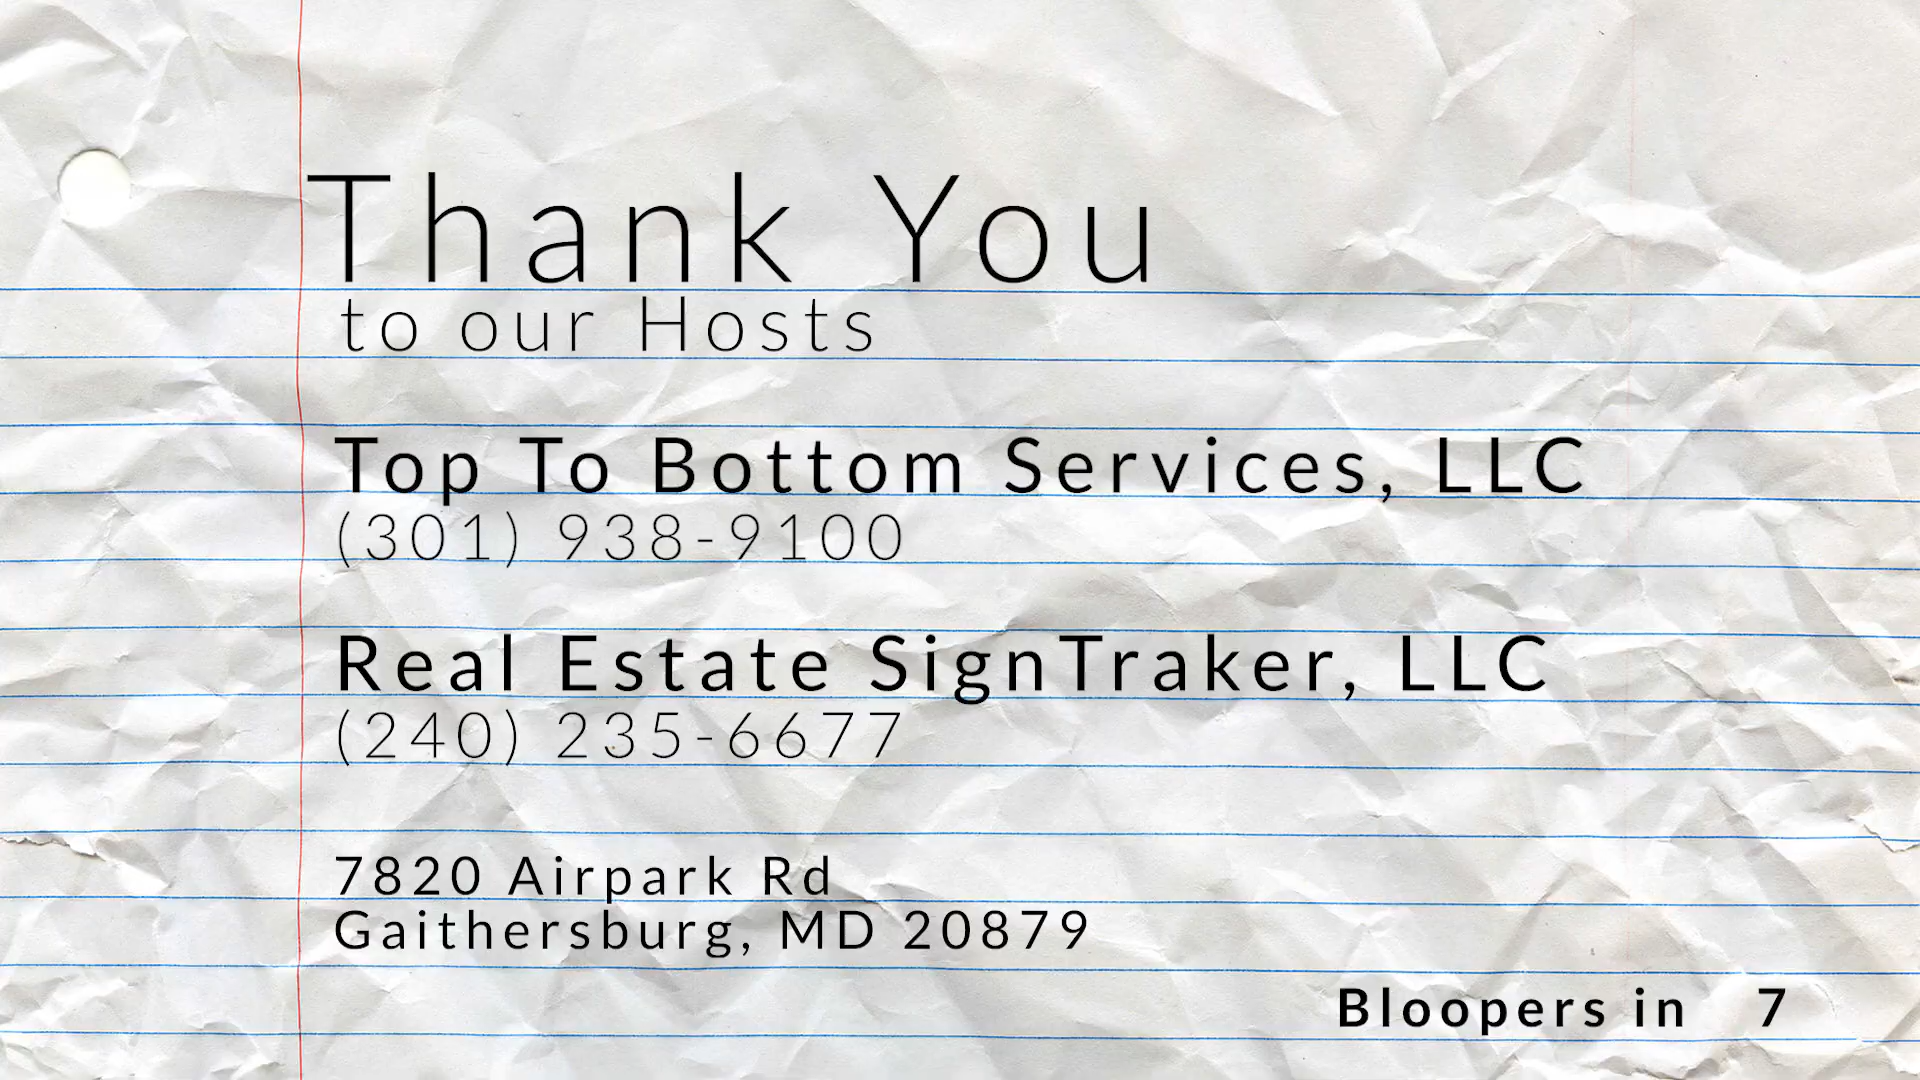 Thank You
to our Hosts
Top To Bottom Services, LLC
(301) 938-9100
Real Estate SignTraker, LLC
(240) 235-6677
7820 Airpark Rd
Gaithersburg, MD 20879
Bloopers in 7